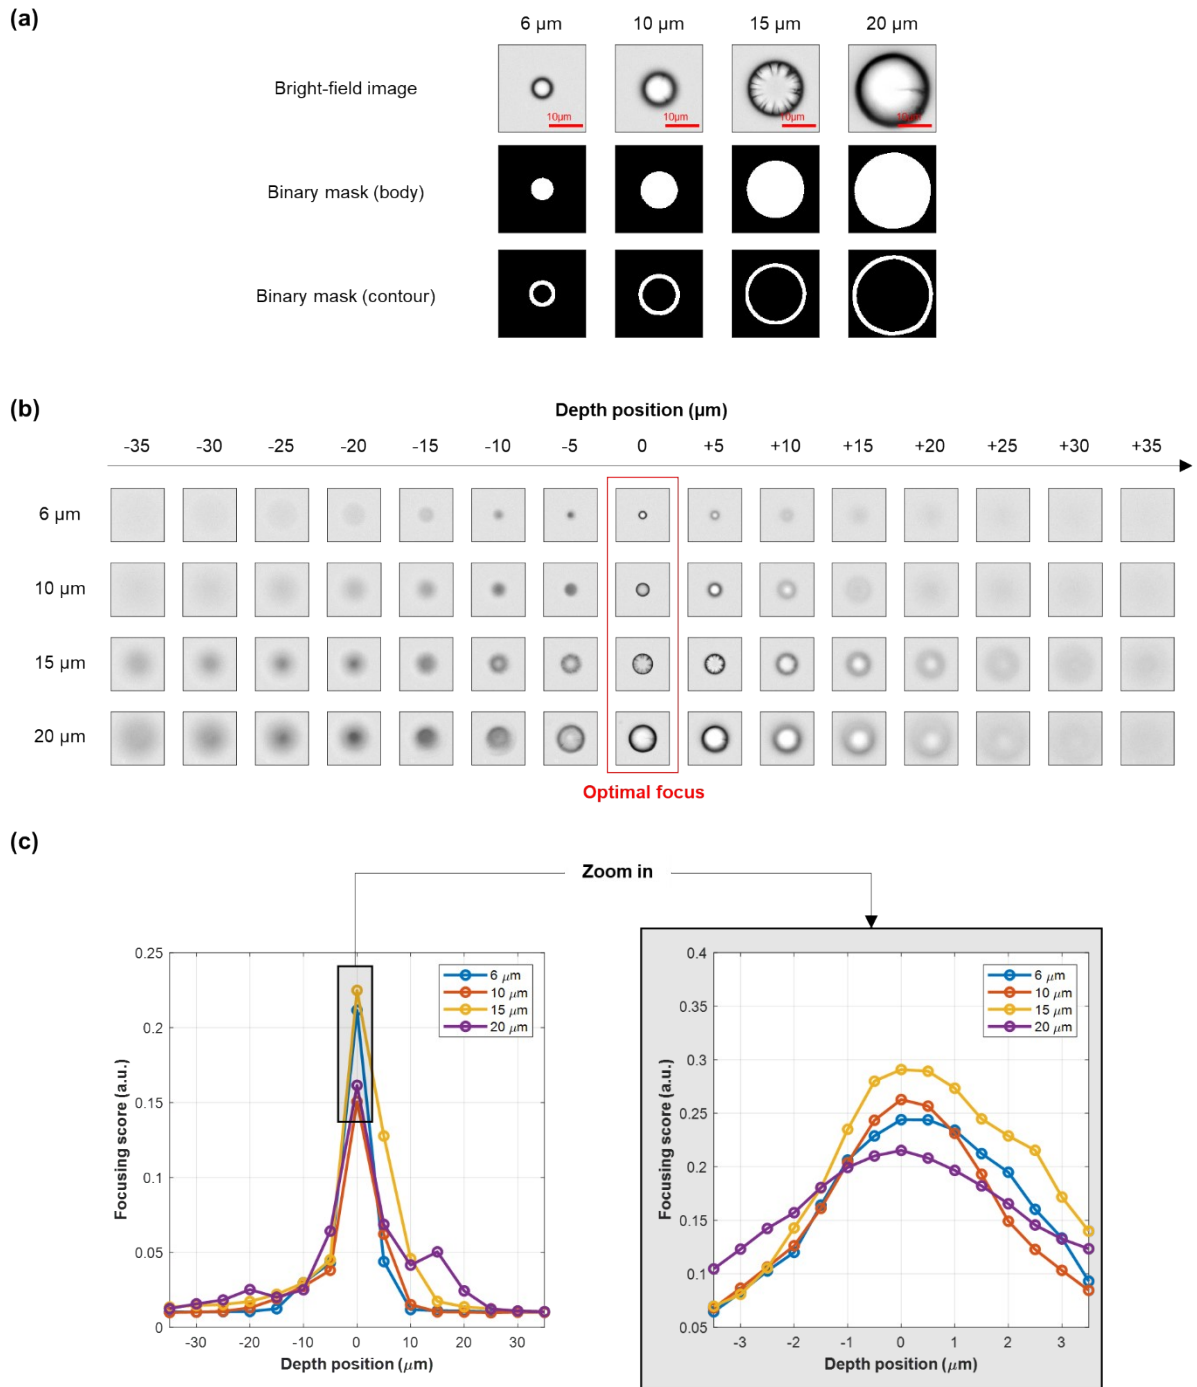 (a)
6 µm 10 µm 15 µm 20 µm
Bright-field image
10µm 10µm 10µm 10µm
Binary mask (body)
Binary mask (contour)
(b)
Depth position (µm)
-35 -30 -25 -20 -15 -10 -5 0 +5 +10 +15 +20 +25 +30 +35
6 µm
10 µm
15 µm
20 µm
Optimal focus
(c)
Zoom in
0.25
0.2
0.15
0.1
0.05
0
-30 -20 -10 0 10 20 30
Depth position (µm)
Focusing score (a.u.)
6 µm
10 µm
15 µm
20 µm
0.4
0.35
0.3
0.25
0.2
0.15
0.1
0.05
-3 -2 -1 0 1 2 3
Depth position (µm)
Focusing score (a.u.)
6 µm
10 µm
15 µm
20 µm